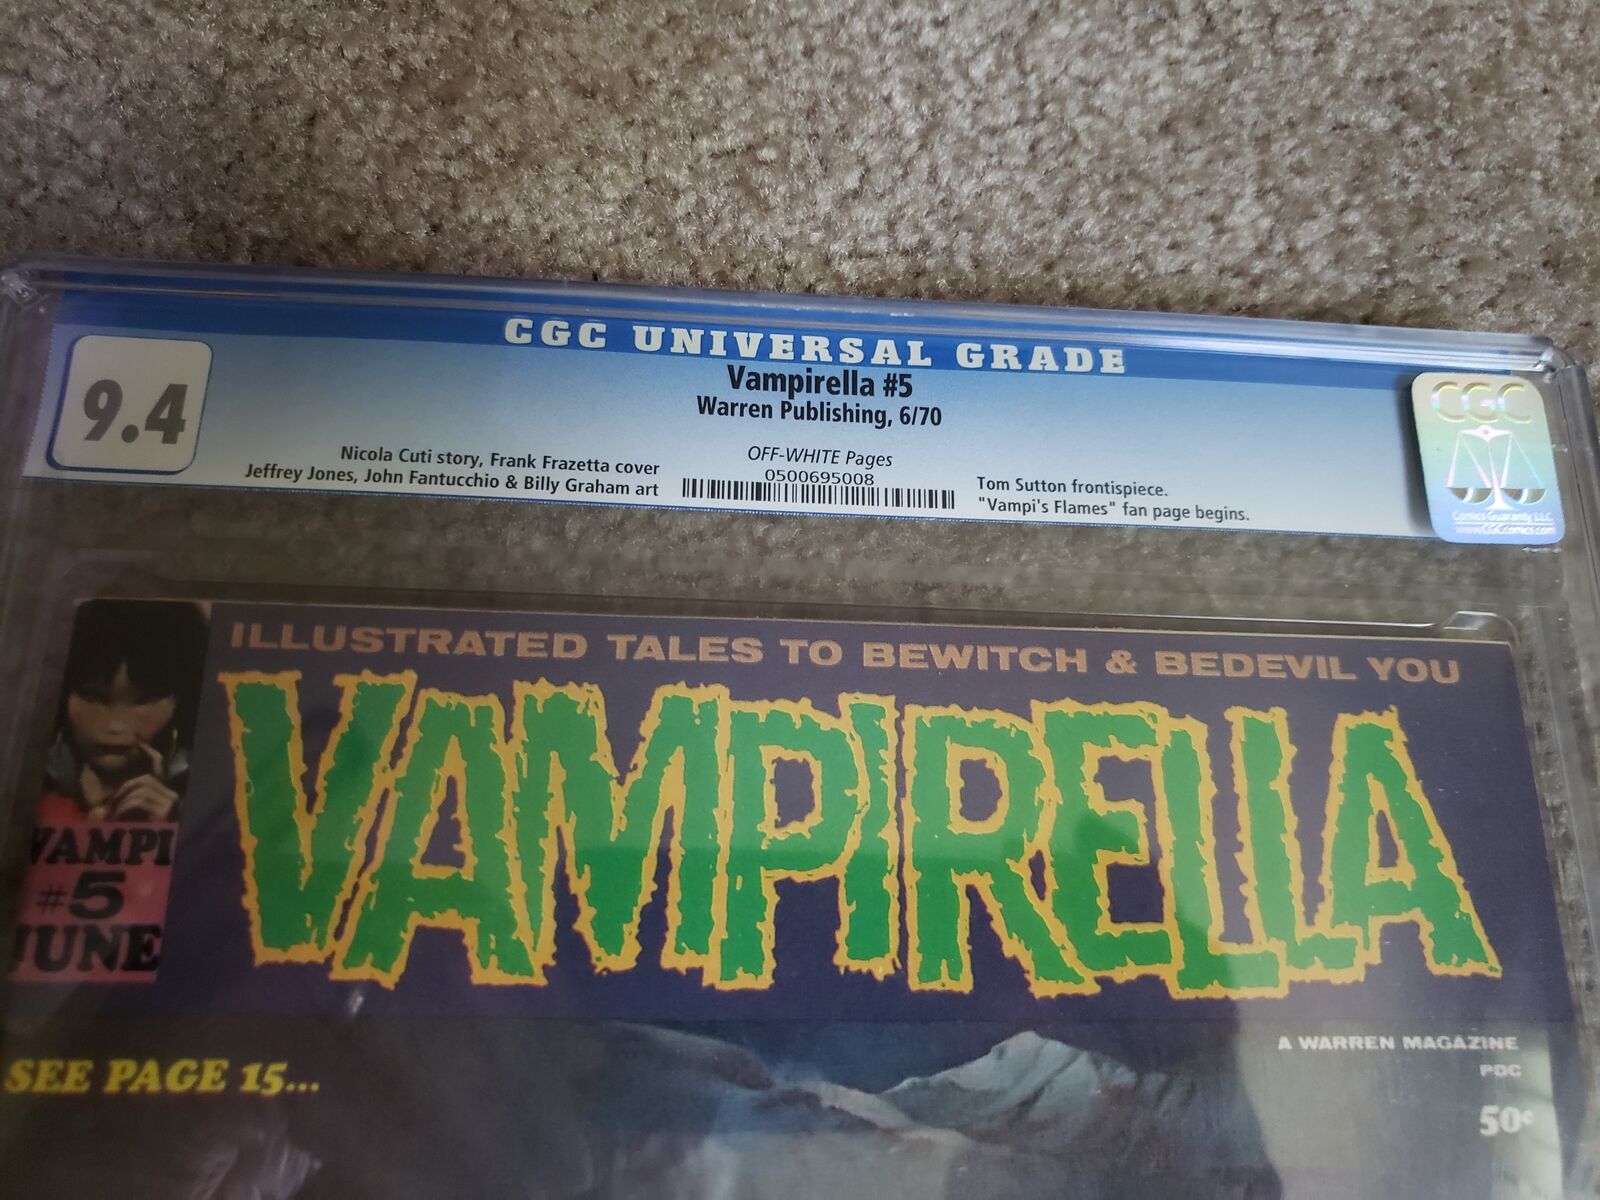 CGC UNIVERSAL GRADE
9.4
Vampirella #5
Warren Publishing, 6/70
Nicola Cuti story, Frank Frazetta cover
Jeffrey Jones, John Fantucchio & Billy Graham art
OFF-WHITE Pages
0500695008
Tom Sutton frontispiece.
"Vampi's Flames" fan page begins.
CGC
Comics Guaranty, LLC
www.CGCcomics.com
ILLUSTRATED TALES TO BEWITCH & BEDEVIL YOU
VAMPIRELLA
VAMPI
#5
JUNE
SEE PAGE 15...
A WARREN MAGAZINE
PDC
50¢